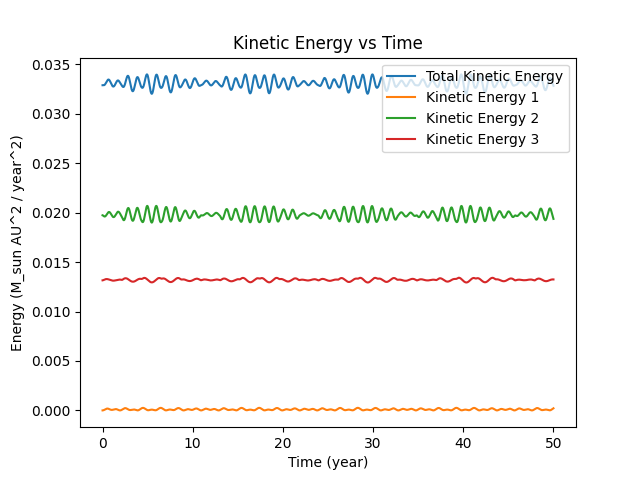 Kinetic Energy vs Time
Energy (M_sun AU^2 / year^2)
0.035
0.030
0.025
0.020
0.015
0.010
0.005
0.000
Total Kinetic Energy
Kinetic Energy 1
Kinetic Energy 2
Kinetic Energy 3
0 10 20 30 40 50
Time (year)